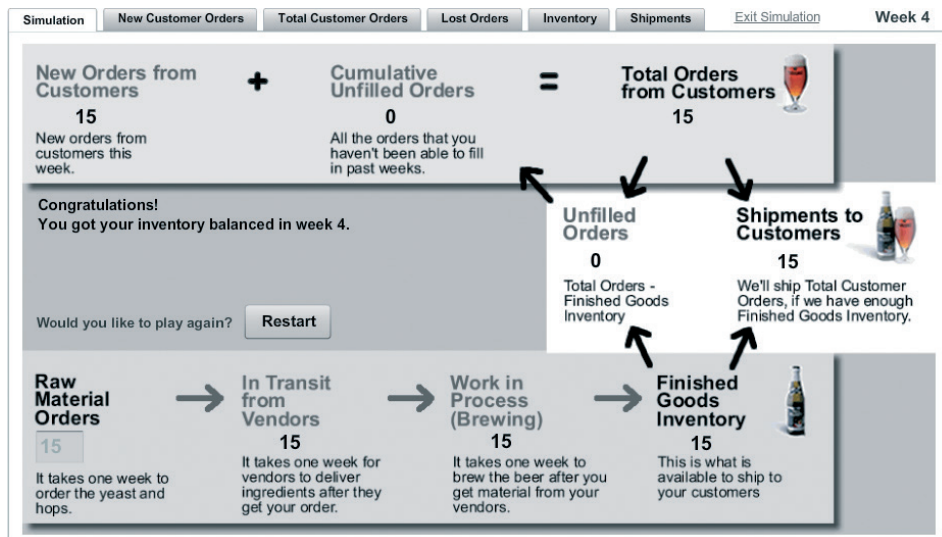 Simulation
New Customer Orders
Total Customer Orders
Lost Orders
Inventory
Shipments
Exit Simulation
Week 4
New Orders from
Customers
15
New orders from
customers this
week.
+
Cumulative
Unfilled Orders
0
All the orders that you
haven't been able to fill
in past weeks.
=
Total Orders
from Customers
15
Congratulations!
You got your inventory balanced in week 4.
Would you like to play again?
Restart
Unfilled
Orders
0
Total Orders -
Finished Goods
Inventory
Shipments to
Customers
15
We'll ship Total Customer
Orders, if we have enough
Finished Goods Inventory.
Raw
Material
Orders
15
It takes one week to
order the yeast and
hops.
In Transit
from
Vendors
15
It takes one week for
vendors to deliver
ingredients after they
get your order.
Work in
Process
(Brewing)
15
It takes one week to
brew the beer after you
get material from your
vendors.
Finished
Goods
Inventory
15
This is what is
available to ship to
your customers